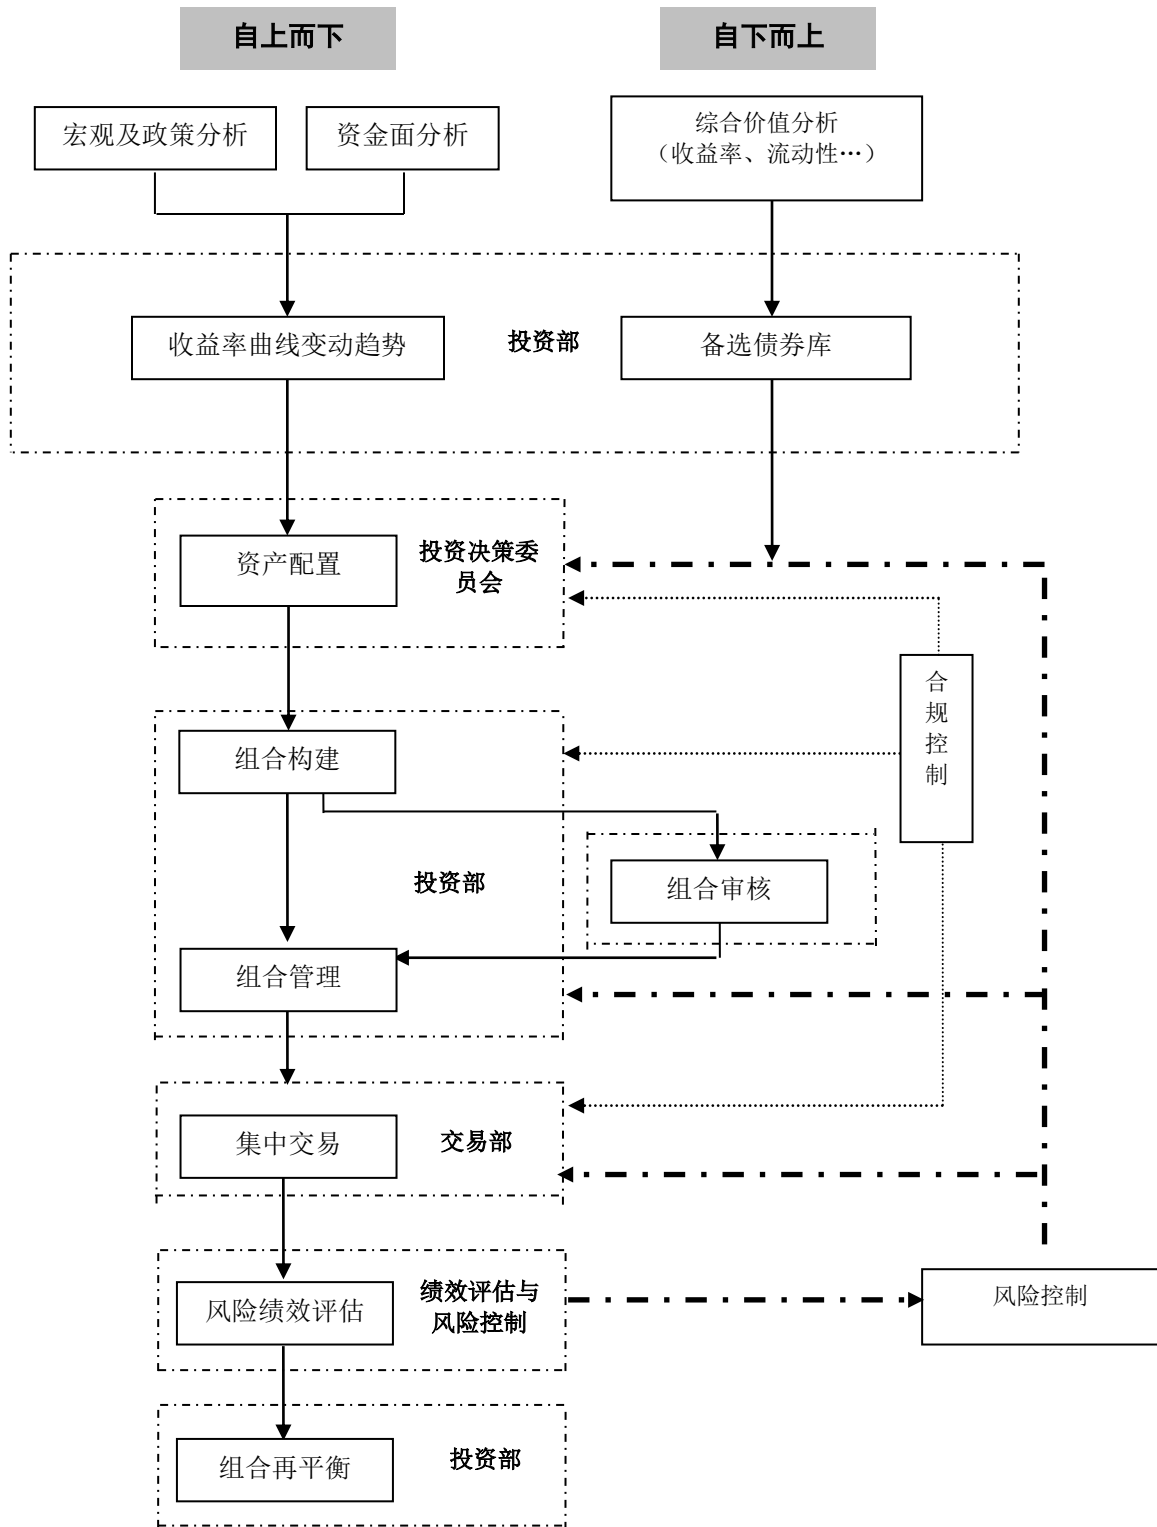 自上而下
自下而上
宏观及政策分析
资金面分析
综合价值分析
（收益率、流动性…）
收益率曲线变动趋势
投资部
备选债券库
资产配置
投资决策委
员会
合
规
控
制
组合构建
投资部
组合审核
组合管理
集中交易
交易部
风险绩效评估
绩效评估与
风险控制
风险控制
组合再平衡
投资部